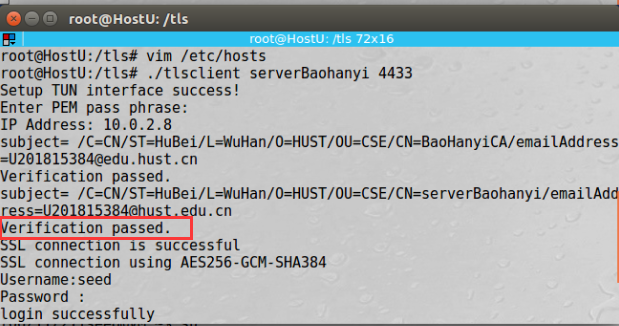 root@HostU: /tls
root@HostU: /tls 72x16
root@HostU:/tls# vim /etc/hosts
root@HostU:/tls# ./tlsclient serverBaohanyi 4433
Setup TUN interface success!
Enter PEM pass phrase:
IP Address: 10.0.2.8
subject= /C=CN/ST=HuBei/L=WuHan/O=HUST/OU=CSE/CN=BaoHanyiCA/emailAddress
=U201815384@edu.hust.cn
Verification passed.
subject= /C=CN/ST=HuBei/L=WuHan/O=HUST/OU=CSE/CN=serverBaohanyi/emailAdd
ress=U201815384@hust.edu.cn
Verification passed.
SSL connection is successful
SSL connection using AES256-GCM-SHA384
Username:seed
Password :
login successfully